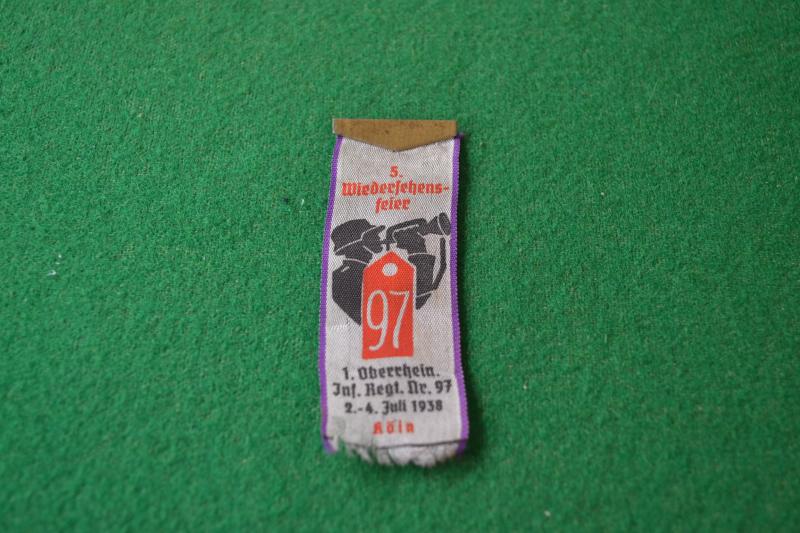 5.
Wiedersehens-
feier
97
1. Oberrhein.
Inf. Regt. Nr. 97
2.-4. Juli 1938
Köln